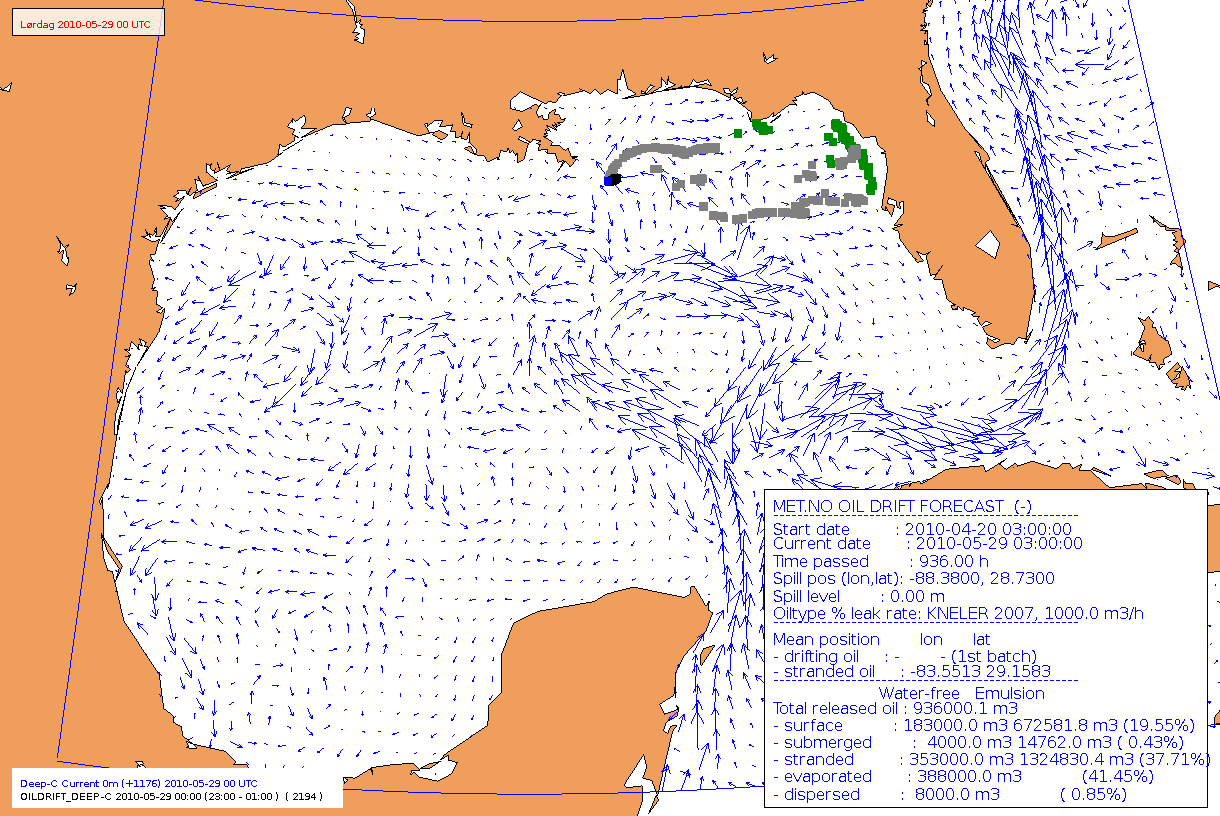 Lørdag 2010-05-29 00 UTC
MET.NO OIL DRIFT FORECAST (-)
Start date : 2010-04-20 03:00:00
Current date : 2010-05-29 03:00:00
Time passed : 936.00 h
Spill pos (lon,lat): -88.3800, 28.7300
Spill level : 0.00 m
Oiltype % leak rate: KNELER 2007, 1000.0 m3/h
Mean position lon lat
- drifting oil : - - (1st batch)
- stranded oil : -83.5513 29.1583
Water-free Emulsion
Total released oil : 936000.1 m3
- surface : 183000.0 m3 672581.8 m3 (19.55%)
- submerged : 4000.0 m3 14762.0 m3 ( 0.43%)
- stranded : 353000.0 m3 1324830.4 m3 (37.71%)
- evaporated : 388000.0 m3 (41.45%)
- dispersed : 8000.0 m3 ( 0.85%)
Deep-C Current 0m (+1176) 2010-05-29 00 UTC
OILDRIFT_DEEP-C 2010-05-29 00:00 (23:00 - 01:00 ) ( 2194 )